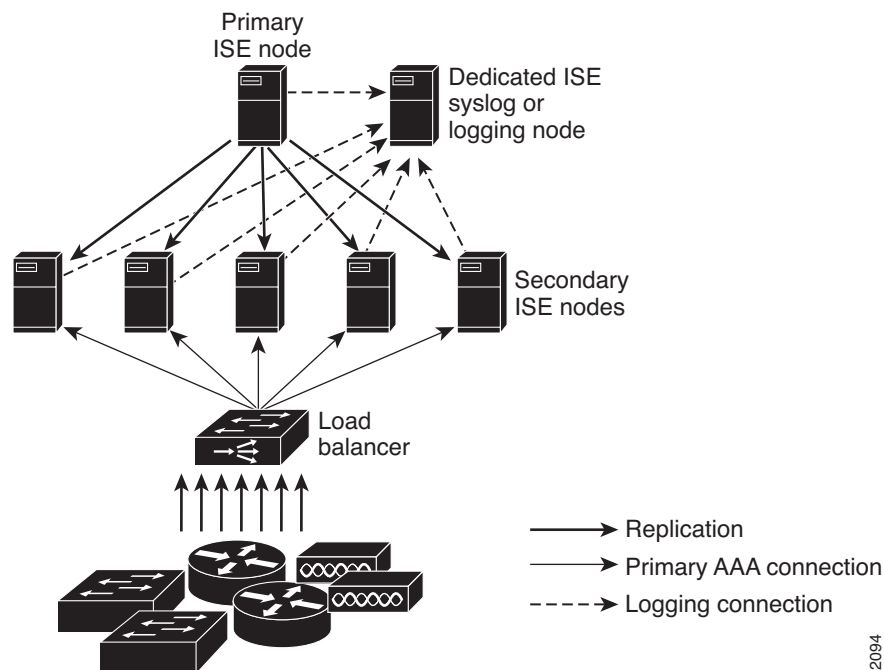 Primary
ISE node
Dedicated ISE
syslog or
logging node
Secondary
ISE nodes
Load
balancer
Replication
Primary AAA connection
Logging connection
2094